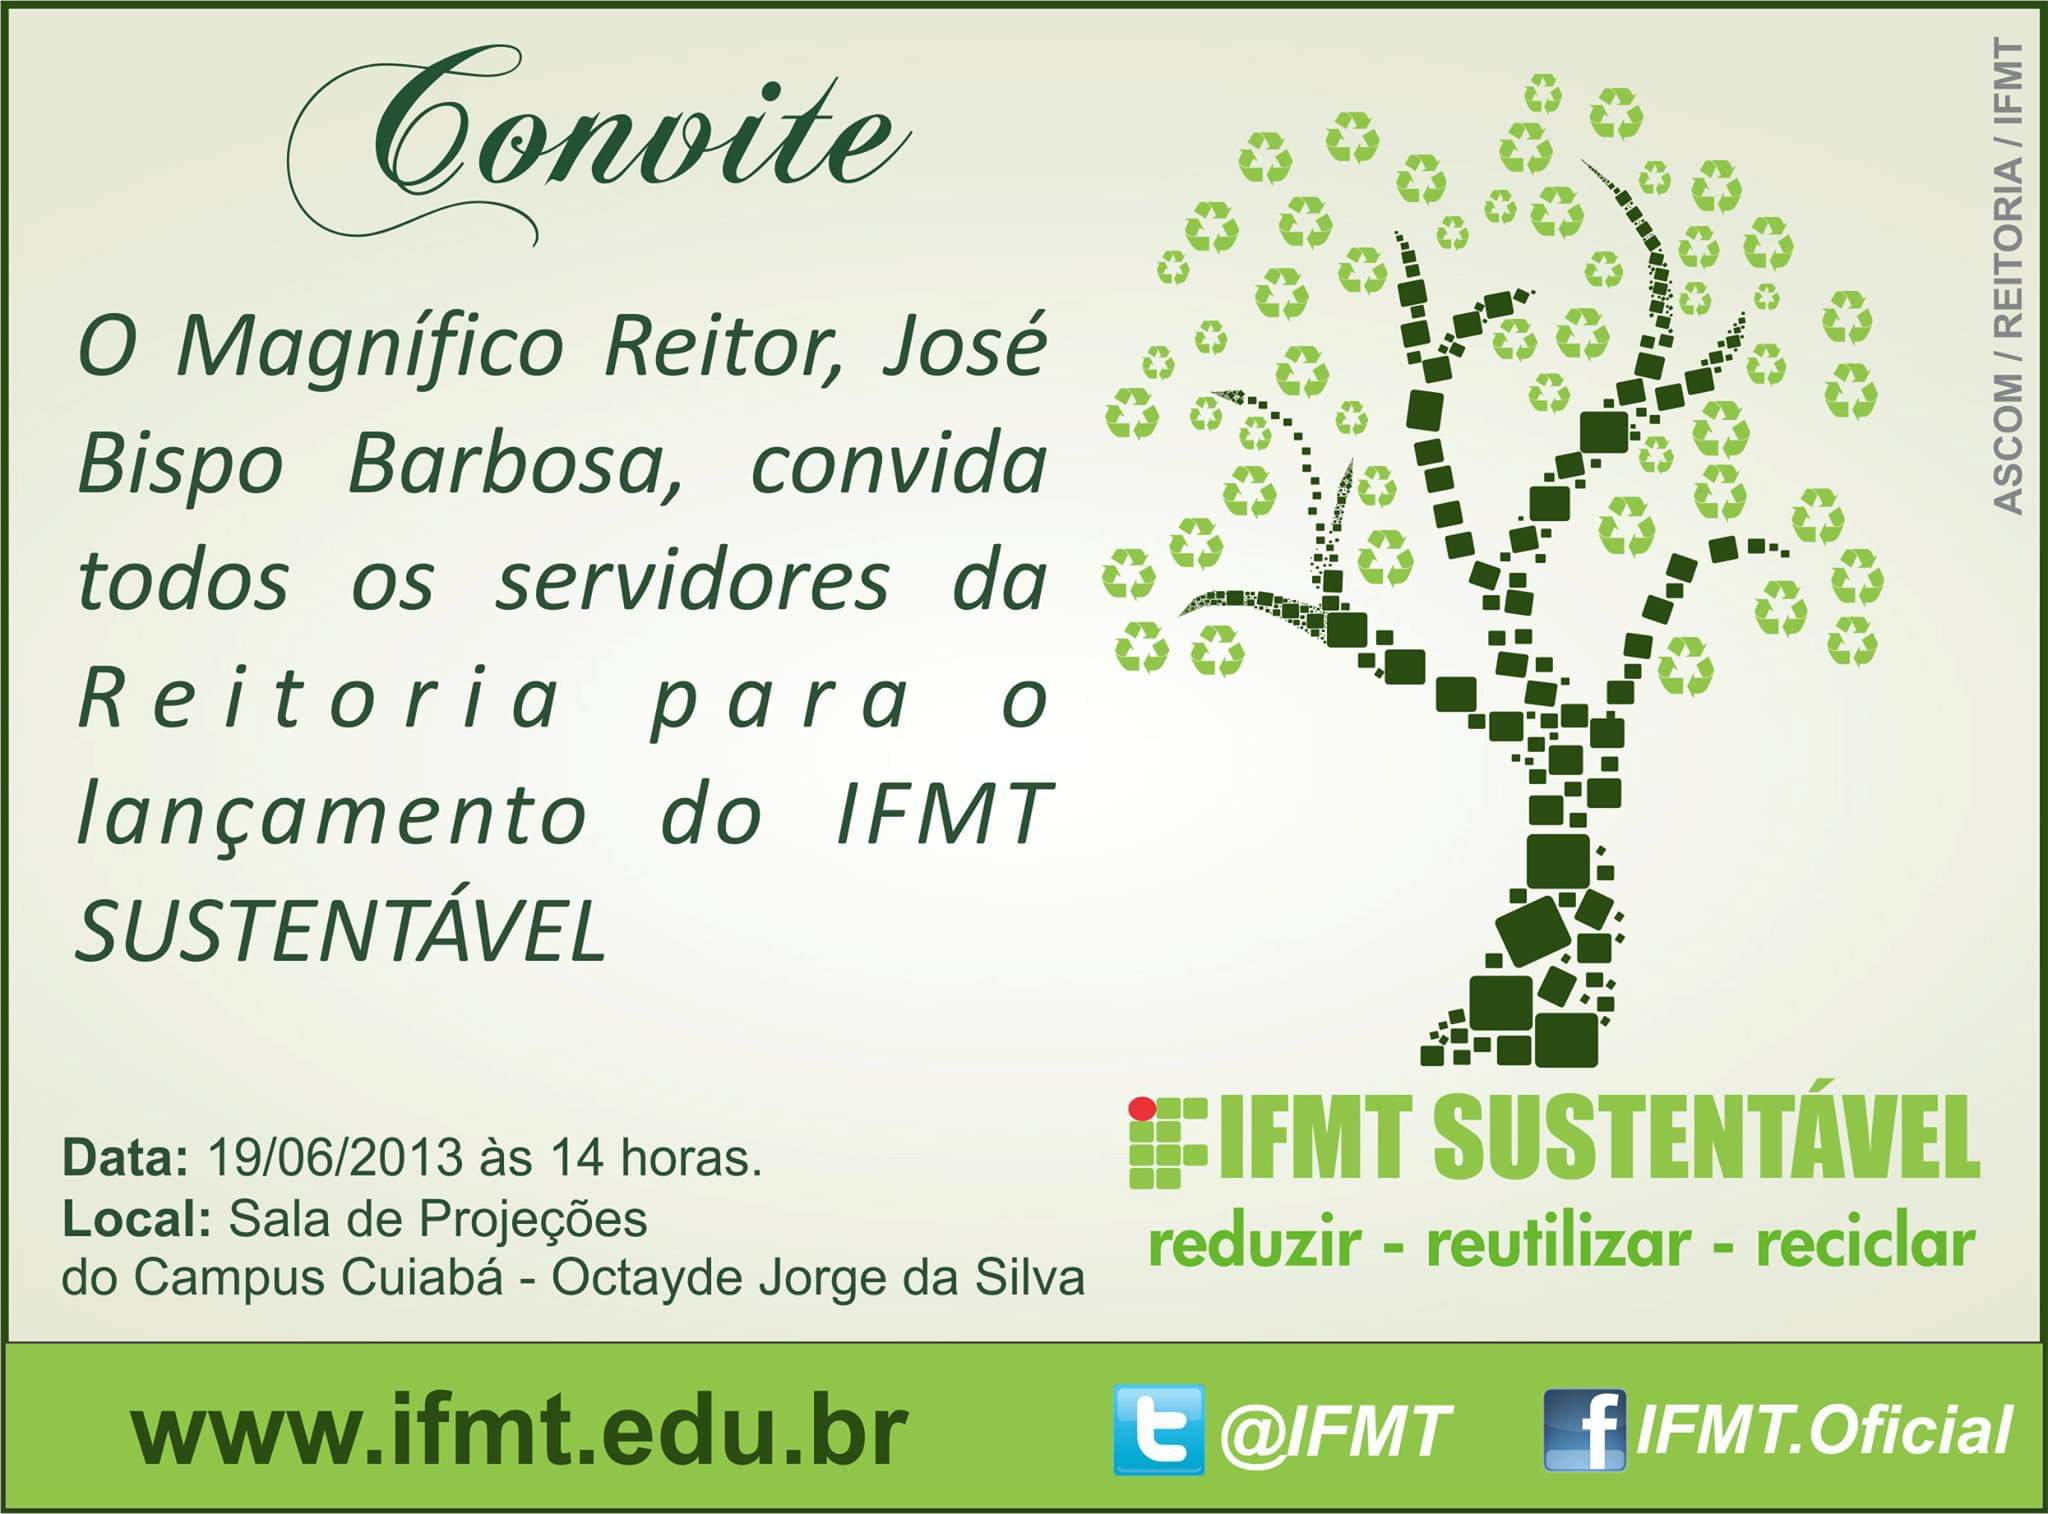 Convite
O Magnífico Reitor, José
Bispo Barbosa, convida
todos os servidores da
Reitoria para o
lançamento do IFMT
SUSTENTÁVEL
Data: 19/06/2013 às 14 horas.
Local: Sala de Projeções
do Campus Cuiabá - Octayde Jorge da Silva
ASCOM / REITORIA / IFMT
IFMT SUSTENTÁVEL
reduzir - reutilizar - reciclar
www.ifmt.edu.br
@IFMT
IFMT.Oficial